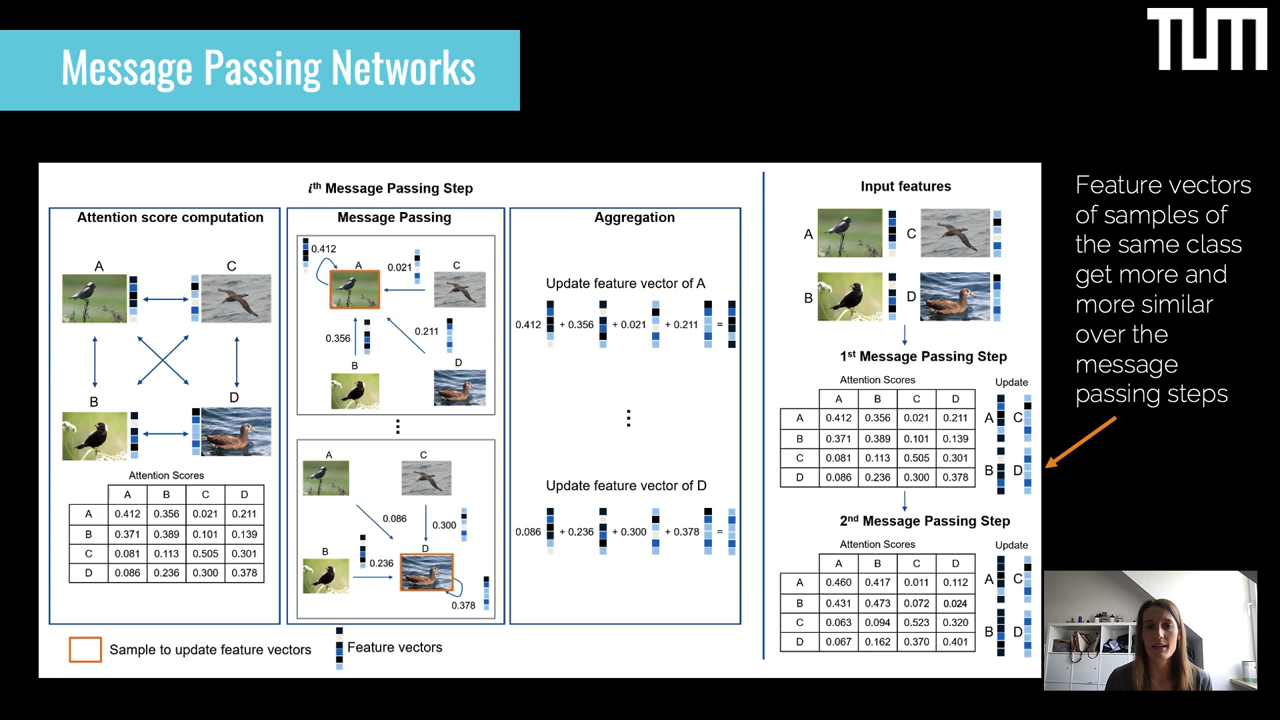 Message Passing Networks
TUM
ith Message Passing Step
Attention score computation
A
C
B
D
Attention Scores
A B C D
A 0.412 0.356 0.021 0.211
B 0.371 0.389 0.101 0.139
C 0.081 0.113 0.505 0.301
D 0.086 0.236 0.300 0.378
Message Passing
0.412
A
0.021
C
0.356
0.211
B
D
⋮
A
C
0.086
0.300
B
0.236
D
0.378
Aggregation
Update feature vector of A
0.412 + 0.356 + 0.021 + 0.211 =
⋮
Update feature vector of D
0.086 + 0.236 + 0.300 + 0.378 =
Sample to update feature vectors
Feature vectors
Input features
A
C
B
D
1st Message Passing Step
Attention Scores
Update
A B C D
A 0.412 0.356 0.021 0.211
B 0.371 0.389 0.101 0.139
C 0.081 0.113 0.505 0.301
D 0.086 0.236 0.300 0.378
A C
B D
2nd Message Passing Step
Attention Scores
Update
A B C D
A 0.460 0.417 0.011 0.112
B 0.431 0.473 0.072 0.024
C 0.063 0.094 0.523 0.320
D 0.067 0.162 0.370 0.401
A C
B D
Feature vectors
of samples of
the same class
get more and
more similar
over the
message
passing steps